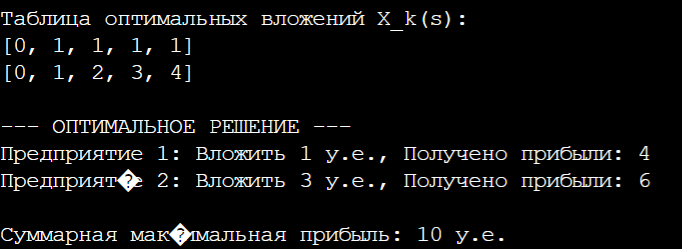 Таблица оптимальных вложений X_k(s):
[0, 1, 1, 1, 1]
[0, 1, 2, 3, 4]
--- ОПТИМАЛЬНОЕ РЕШЕНИЕ ---
Предприятие 1: Вложить 1 у.е., Получено прибыли: 4
Предприят�е 2: Вложить 3 у.е., Получено прибыли: 6
Суммарная мак�имальная прибыль: 10 у.е.